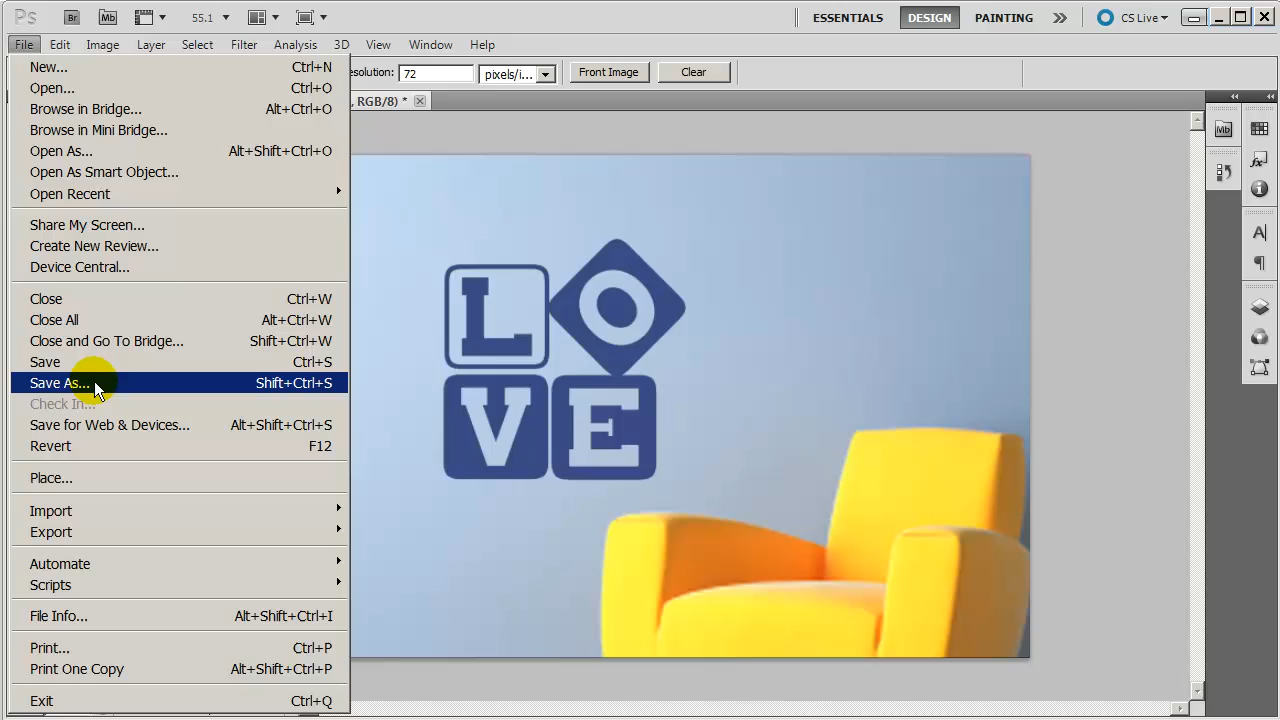 Ps Br Mb 55.1 ESSENTIALS DESIGN PAINTING CS Live
File Edit Image Layer Select Filter Analysis 3D View Window Help
esolution: 72 pixels/i... Front Image Clear
, RGB/8) *
New... Ctrl+N
Open... Ctrl+O
Browse in Bridge... Alt+Ctrl+O
Browse in Mini Bridge...
Open As... Alt+Shift+Ctrl+O
Open As Smart Object...
Open Recent
Share My Screen...
Create New Review...
Device Central...
Close Ctrl+W
Close All Alt+Ctrl+W
Close and Go To Bridge... Shift+Ctrl+W
Save Ctrl+S
Save As... Shift+Ctrl+S
Check In...
Save for Web & Devices... Alt+Shift+Ctrl+S
Revert F12
Place...
Import
Export
Automate
Scripts
File Info... Alt+Shift+Ctrl+I
Print... Ctrl+P
Print One Copy Alt+Shift+Ctrl+P
Exit Ctrl+Q
LO
VE
Mb